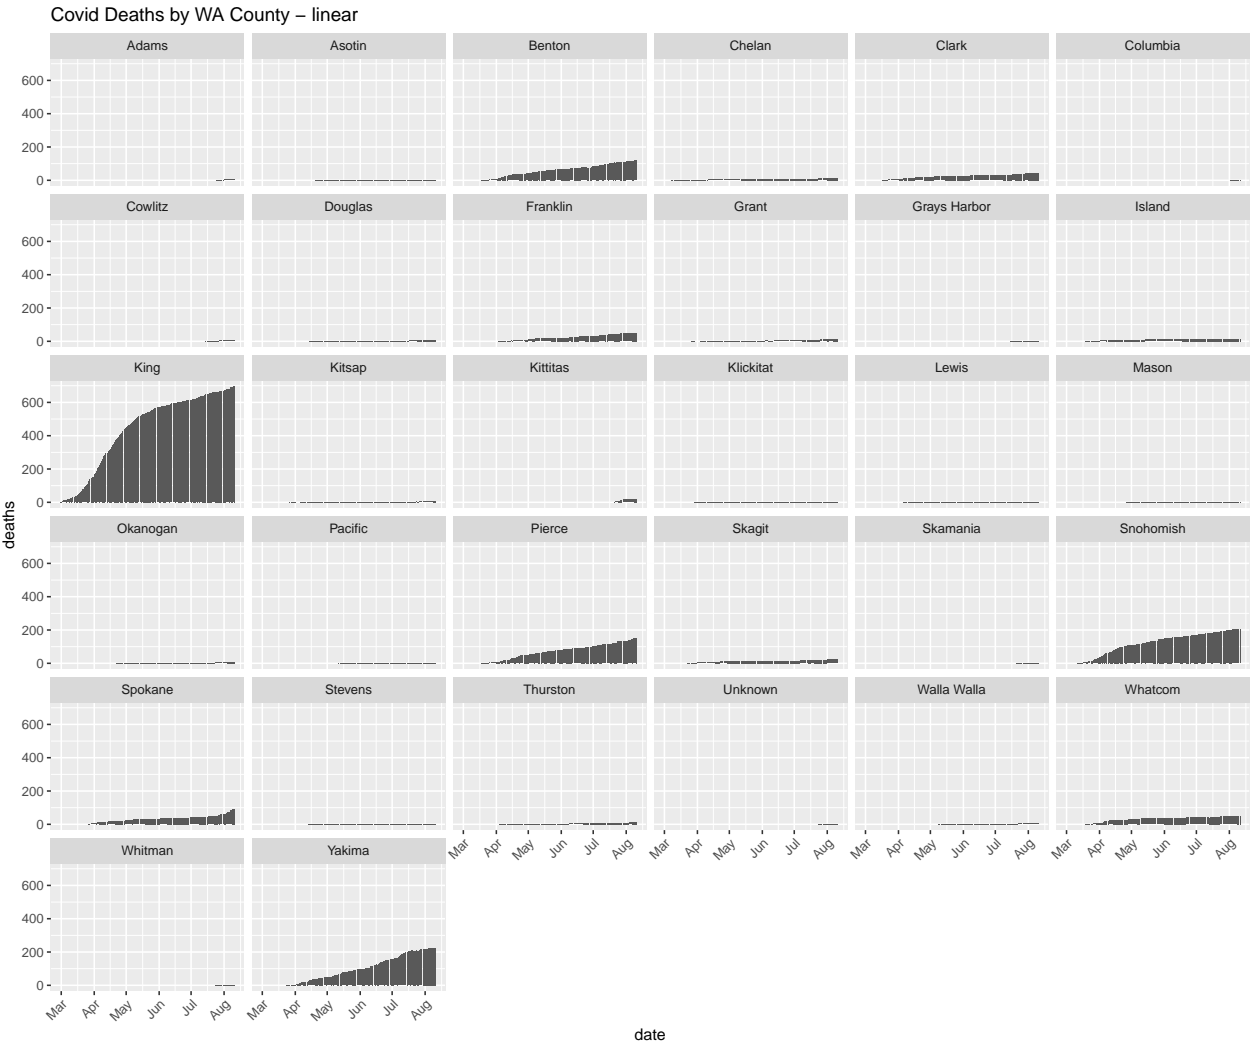 Covid Deaths by WA County – linear
Adams Asotin Benton Chelan Clark Columbia
600
400
200
0
Cowlitz Douglas Franklin Grant Grays Harbor Island
600
400
200
0
King Kitsap Kittitas Klickitat Lewis Mason
600
400
200
0
deaths
Okanogan Pacific Pierce Skagit Skamania Snohomish
600
400
200
0
Spokane Stevens Thurston Unknown Walla Walla Whatcom
600
400
200
0
Mar Apr May Jun Jul Aug Mar Apr May Jun Jul Aug Mar Apr May Jun Jul Aug Mar Apr May Jun Jul Aug
Whitman Yakima
600
400
200
0
Mar Apr May Jun Jul Aug Mar Apr May Jun Jul Aug
date